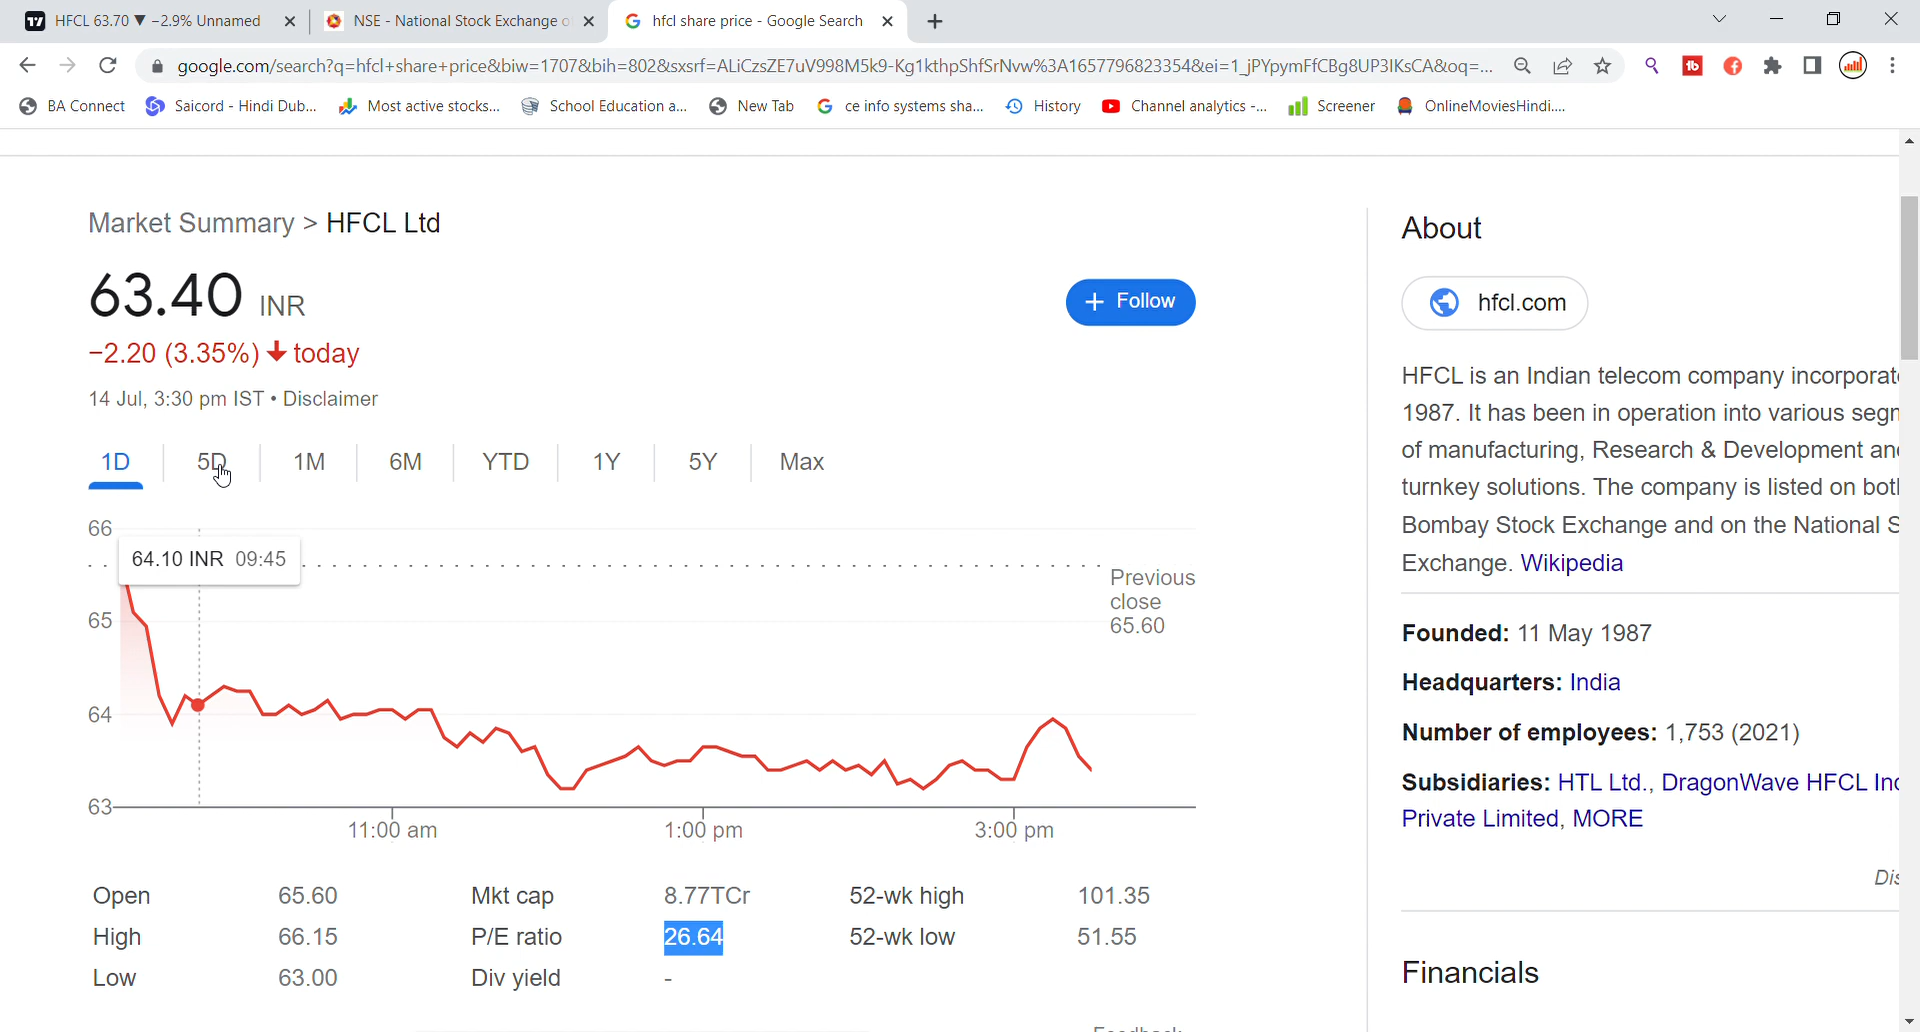 HFCL 63.70 ▼ −2.9% Unnamed
NSE - National Stock Exchange o
hfcl share price - Google Search
google.com/search?q=hfcl+share+price&biw=1707&bih=802&sxsrf=ALiCzsZE7uV998M5k9-Kg1kthpShfSrNvw%3A1657796823354&ei=1_jPYpymFfCBg8UP3IKsCA&oq=...
BA Connect
Saicord - Hindi Dub...
Most active stocks...
School Education a...
New Tab
ce info systems sha...
History
Channel analytics -...
Screener
OnlineMoviesHindi....
Market Summary > HFCL Ltd
63.40 INR
+ Follow
−2.20 (3.35%) today
14 Jul, 3:30 pm IST • Disclaimer
1D 5D 1M 6M YTD 1Y 5Y Max
66
64.10 INR 09:45
Previous
close
65.60
65
64
63
11:00 am 1:00 pm 3:00 pm
Open 65.60 Mkt cap 8.77TCr 52-wk high 101.35
High 66.15 P/E ratio 26.64 52-wk low 51.55
Low 63.00 Div yield -
About
hfcl.com
HFCL is an Indian telecom company
1987. It has been in operation into various
of manufacturing, Research & Development
turnkey solutions. The company is listed on
Bombay Stock Exchange and on the National
Exchange. Wikipedia
Founded: 11 May 1987
Headquarters: India
Number of employees: 1,753 (2021)
Subsidiaries: HTL Ltd., DragonWave HFCL
Private Limited, MORE
Financials